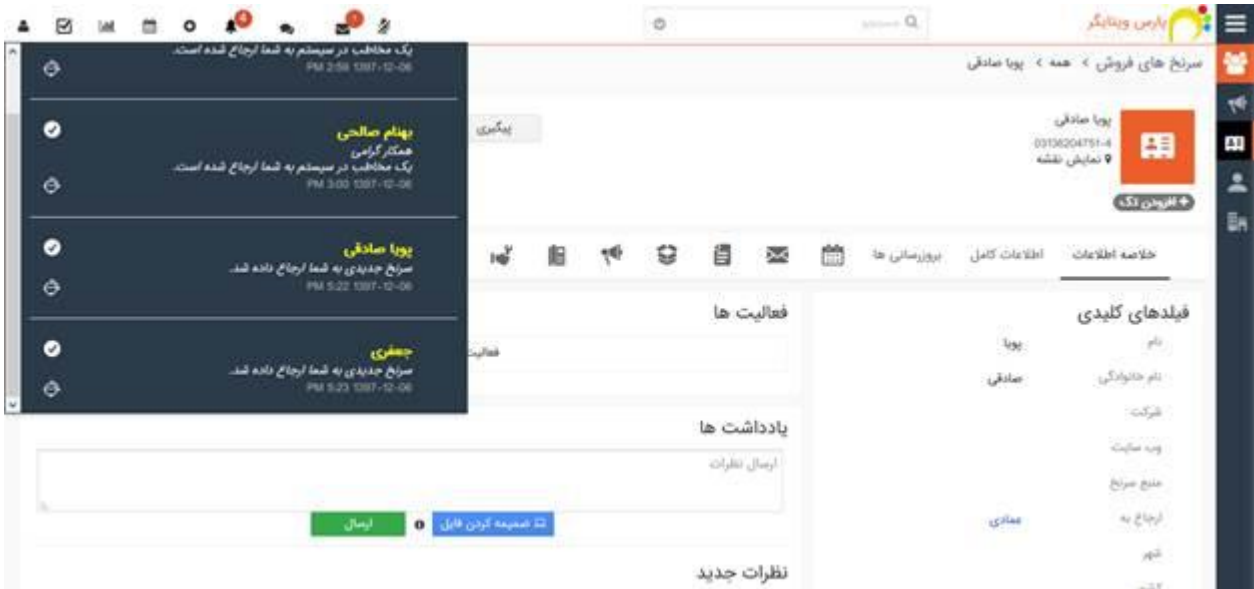 پارس ویتایگر
4
سرنخ های فروش > همه > پویا صادقی
پویا صادقی
03136204751-4
نمایش نقشه
+ افزودن تگ
پیگیری
یک مخاطب در سیستم به شما ارجاع شده است.
PM 2:56 1397-12-06
بهنام صالحی
همکار گرامی
یک مخاطب در سیستم به شما ارجاع شده است.
PM 3:00 1397-12-06
پویا صادقی
سرنخ جدیدی به شما ارجاع داده شد.
PM 5:22 1397-12-06
جعفری
سرنخ جدیدی به شما ارجاع داده شد.
PM 5:23 1397-12-06
خلاصه اطلاعات
اطلاعات کامل
بروزرسانی ها
فیلدهای کلیدی
نام پویا
نام خانوادگی صادقی
شرکت
وب سایت
منبع سرنخ
ارجاع به عمادی
شهر
فعالیت ها
یادداشت ها
ارسال نظرات
ضمیمه کردن فایل
ارسال
نظرات جدید